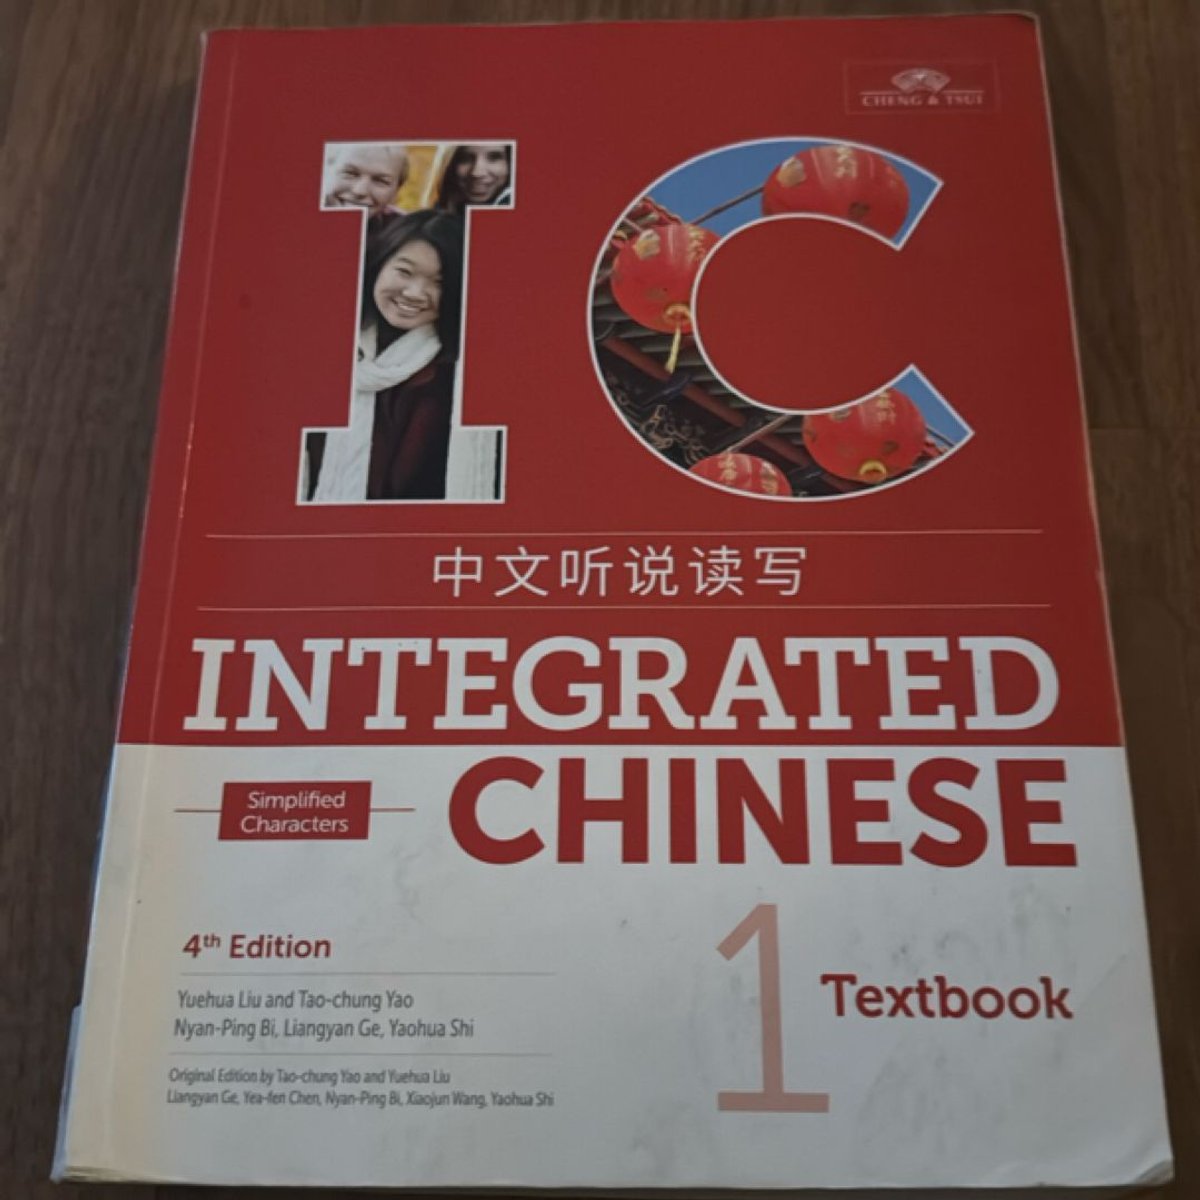 CHENG & TSUI
IC
中文听说读写
INTEGRATED
CHINESE
Simplified
Characters
4th Edition
Yuehua Liu and Tao-chung Yao
Nyan-Ping Bi, Liangyan Ge, Yaohua Shi
Original Edition by Tao-chung Yao and Yuehua Liu
Liangyan Ge, Yea-fen Chen, Nyan-Ping Bi, Xiaojun Wang, Yaohua Shi
1
Textbook